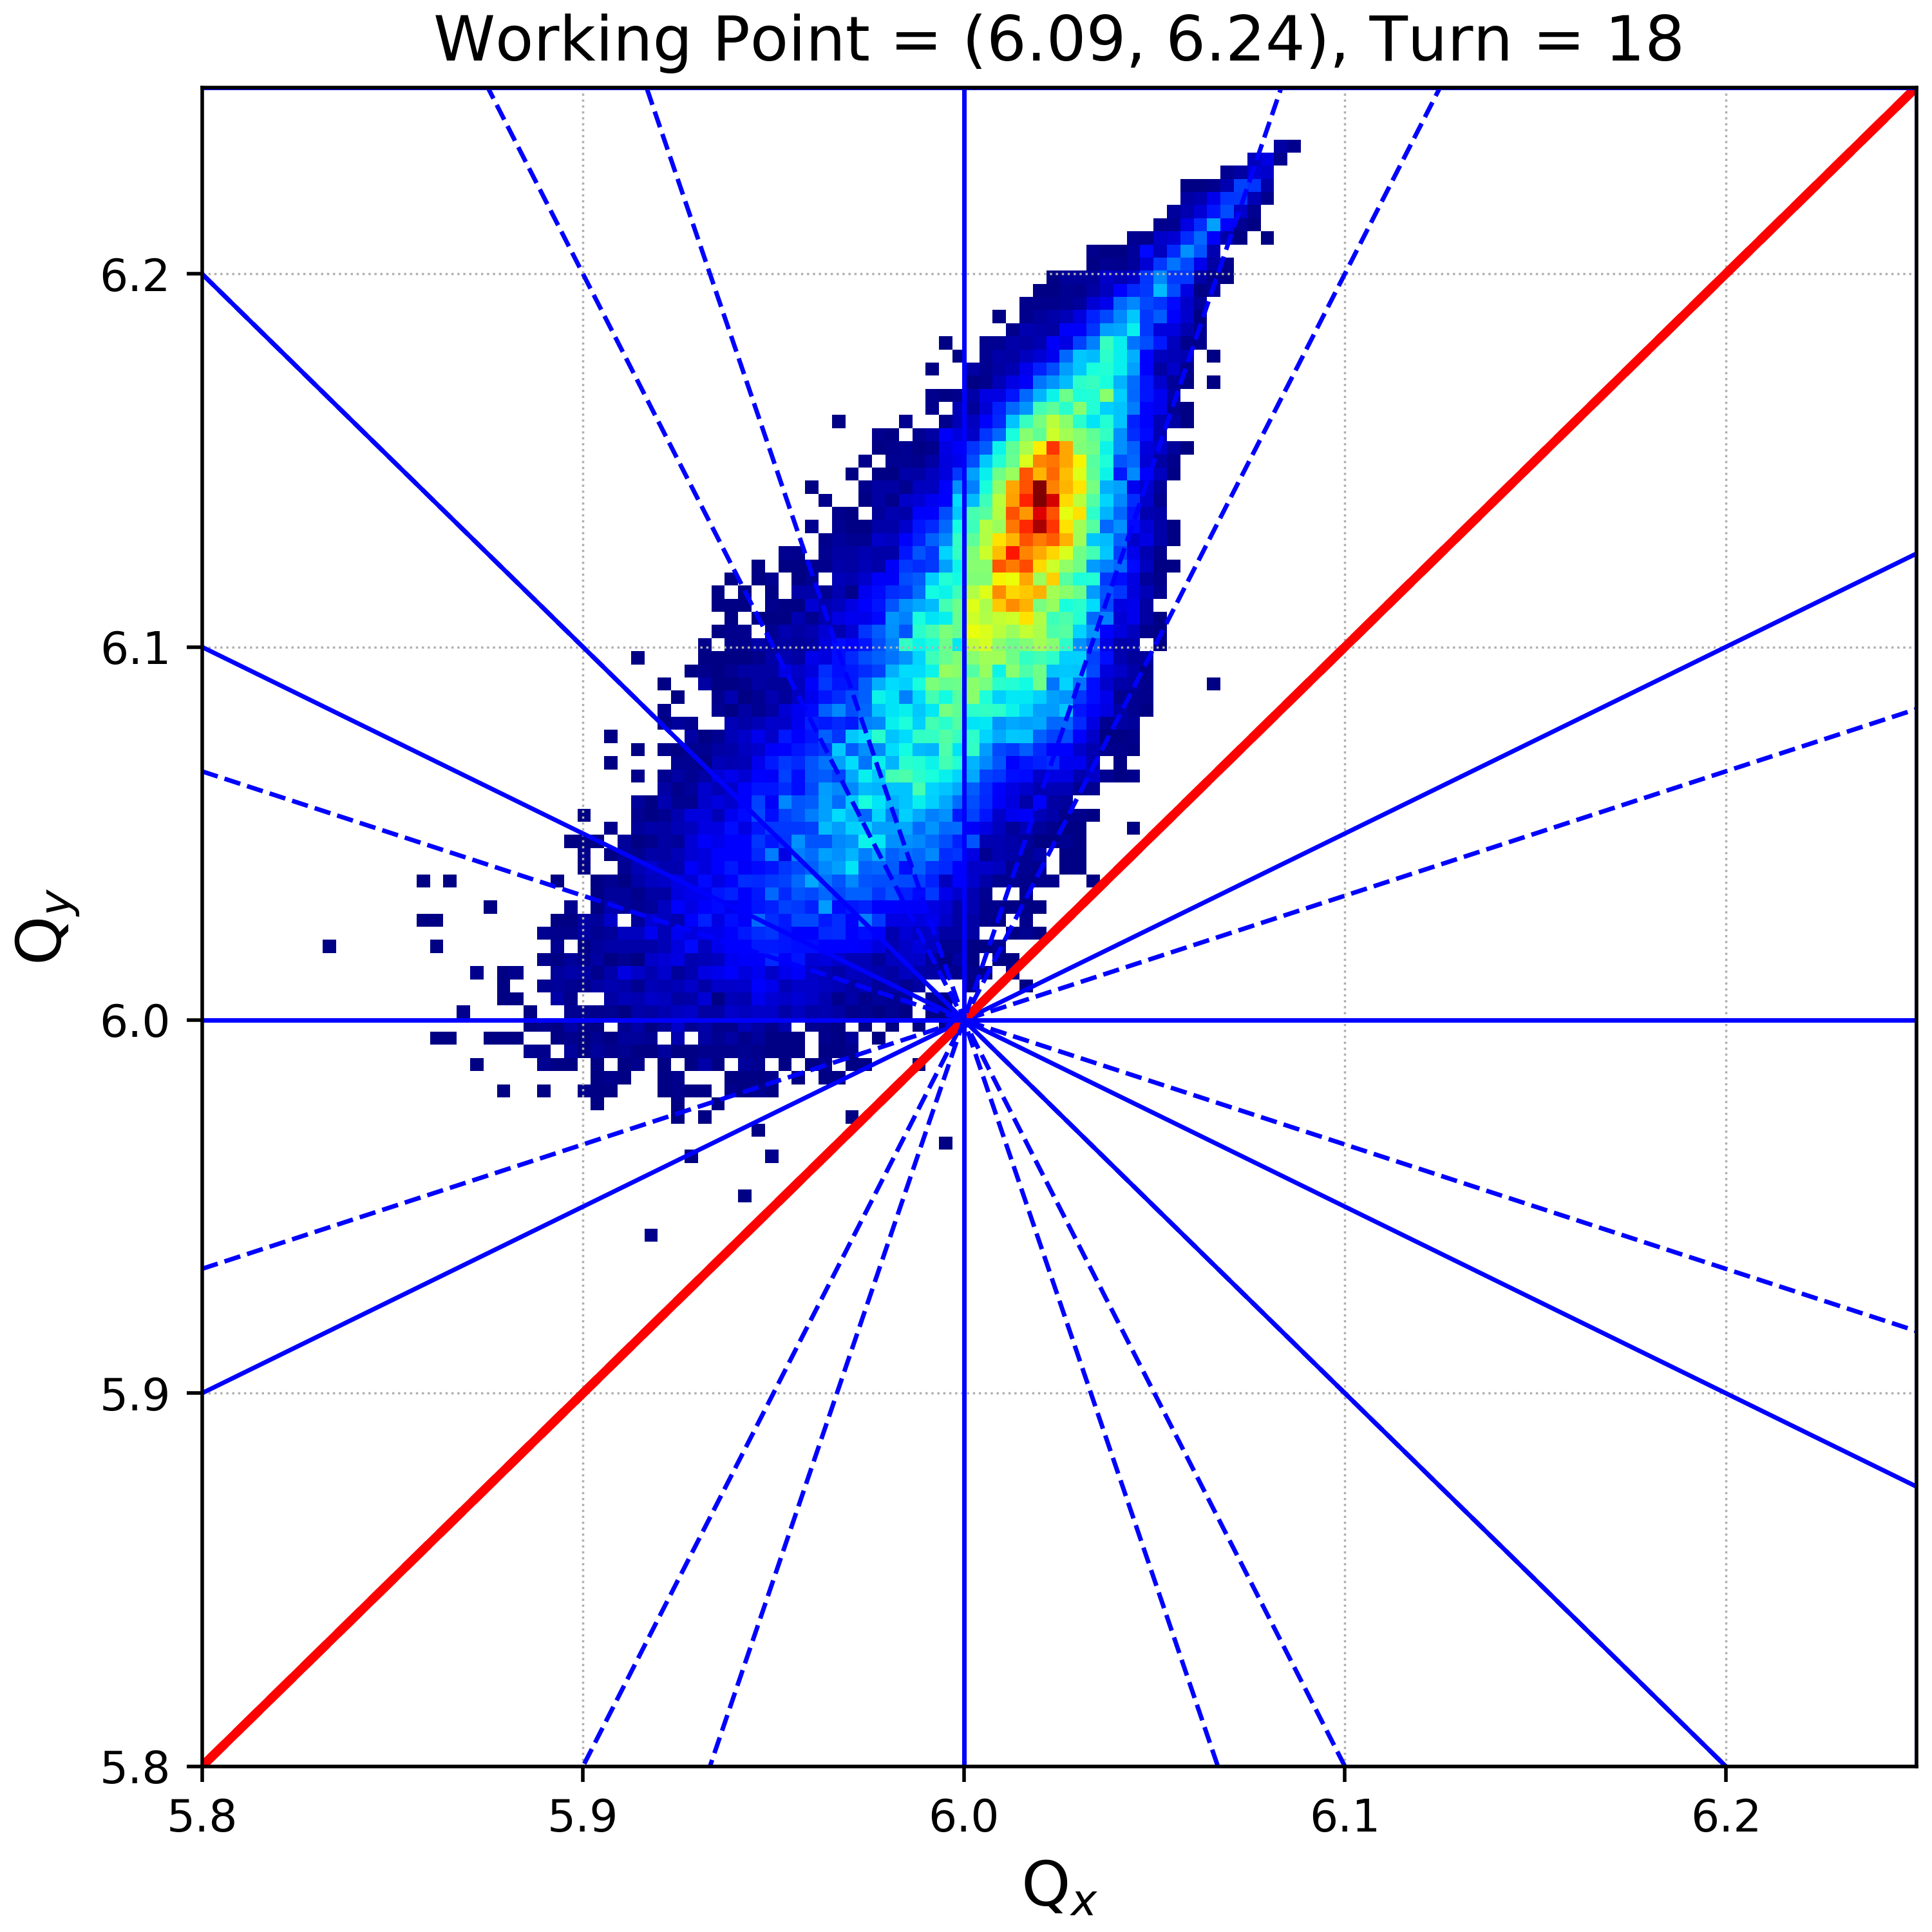 Working Point = (6.09, 6.24), Turn = 18
6.2
6.1
6.0
5.9
5.8
Qy
5.8 5.9 6.0 6.1 6.2
Qx